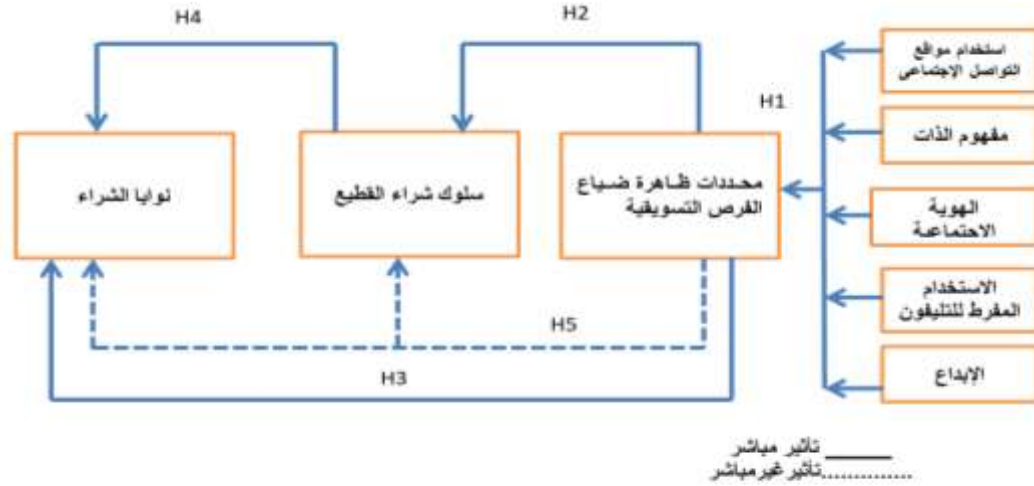 H4
H2
H1
استخدام مواقع
التواصل الاجتماعى
مفهوم الذات
الهوية
الاجتماعية
الاستخدام
المفرط للتليفون
الإبداع
محددات ظاهرة ضياع
الفرص التسويقية
سلوك شراء القطيع
نوايا الشراء
H5
H3
تأثير مباشر
تأثير غيرمباشر